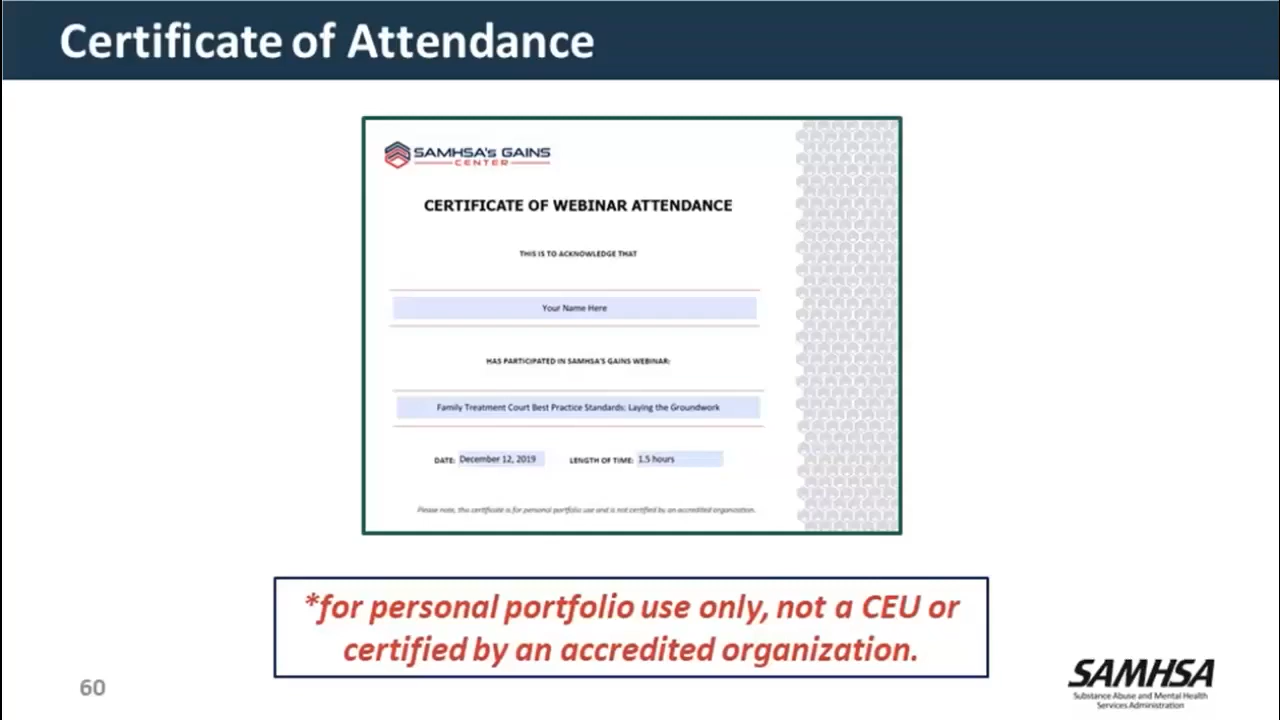 Certificate of Attendance
SAMHSA's GAINS
CENTER
CERTIFICATE OF WEBINAR ATTENDANCE
THIS IS TO ACKNOWLEDGE THAT
Your Name Here
HAS PARTICIPATED IN SAMHSA'S GAINS WEBINAR:
Family Treatment Court Best Practice Standards: Laying the Groundwork
DATE: December 12, 2019 LENGTH OF TIME: 1.5 hours
Please note, this certificate is for personal portfolio use and is not certified by an accredited organization.
*for personal portfolio use only, not a CEU or
certified by an accredited organization.
60
SAMHSA
Substance Abuse and Mental Health
Services Administration